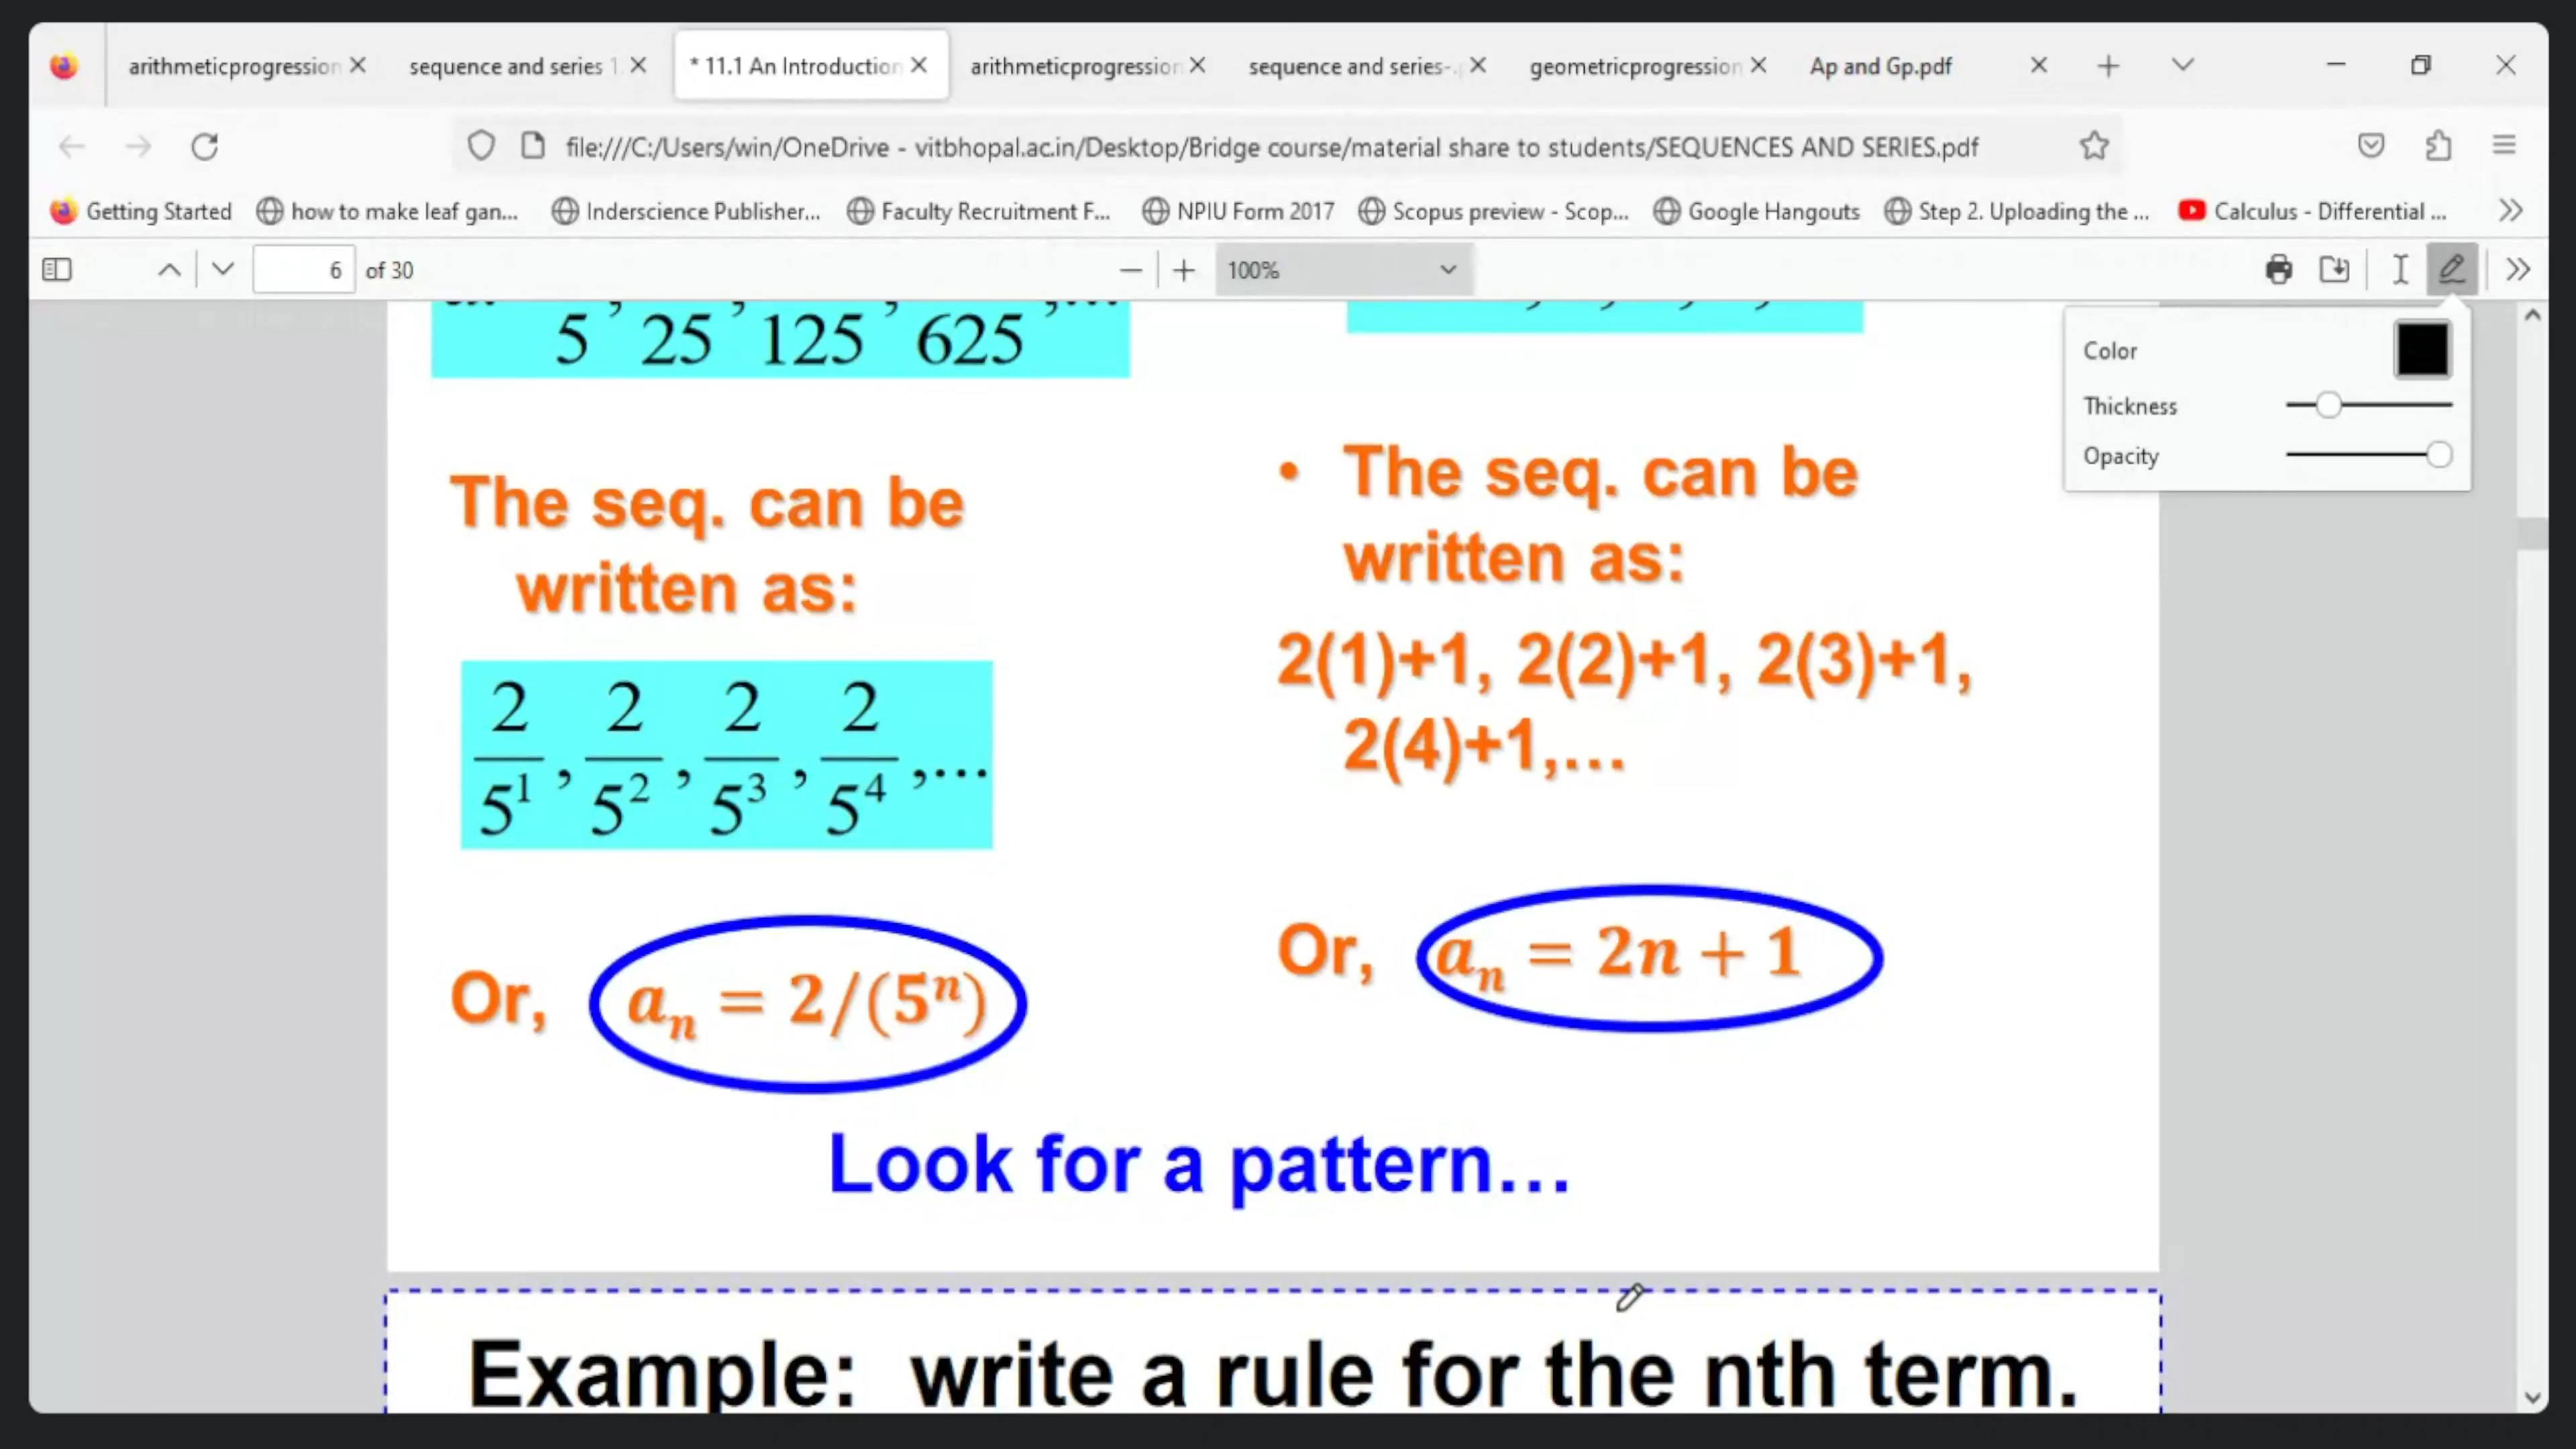 arithmeticprogression
sequence and series 1
* 11.1 An Introduction
arithmeticprogression
sequence and series-.
geometricprogression
Ap and Gp.pdf
file:///C:/Users/win/OneDrive - vitbhopal.ac.in/Desktop/Bridge course/material share to students/SEQUENCES AND SERIES.pdf
Getting Started
how to make leaf gan...
Inderscience Publisher...
Faculty Recruitment F...
NPIU Form 2017
Scopus preview - Scop...
Google Hangouts
Step 2. Uploading the ...
Calculus - Differential ...
6 of 30
100%
Color
Thickness
Opacity
5 , 25 , 125 , 625 ,...
The seq. can be
written as:
2/5¹, 2/5², 2/5³, 2/5⁴,...
Or, aₙ = 2/(5ⁿ)
• The seq. can be
written as:
2(1)+1, 2(2)+1, 2(3)+1,
2(4)+1,...
Or, aₙ = 2n + 1
Look for a pattern...
Example: write a rule for the nth term.